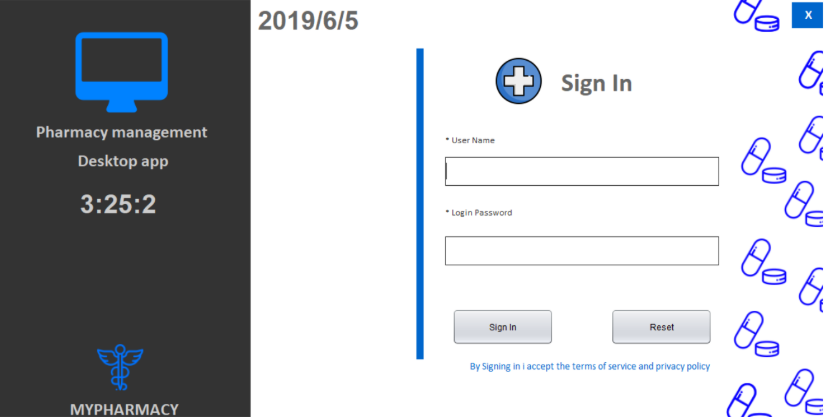 2019/6/5
X
Pharmacy management
Desktop app
3:25:2
MYPHARMACY
Sign In
* User Name
* Login Password
Sign In
Reset
By Signing in i accept the terms of service and privacy policy